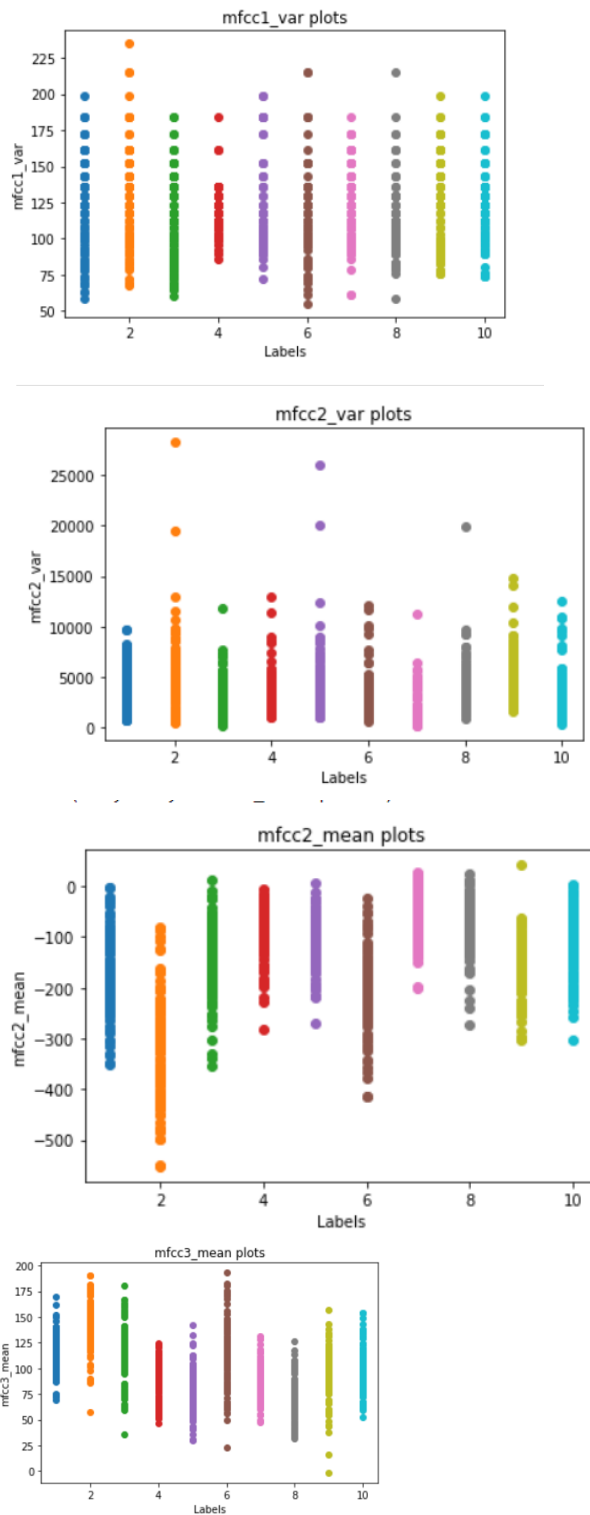 mfcc1_var plots
225
200
175
150
125
100
75
50
mfcc1_var
2 4 6 8 10
Labels
mfcc2_var plots
25000
20000
15000
10000
5000
0
mfcc2_var
2 4 6 8 10
Labels
mfcc2_mean plots
0
−100
−200
−300
−400
−500
mfcc2_mean
2 4 6 8 10
Labels
mfcc3_mean plots
200
175
150
125
100
75
50
25
0
mfcc3_mean
2 4 6 8 10
Labels